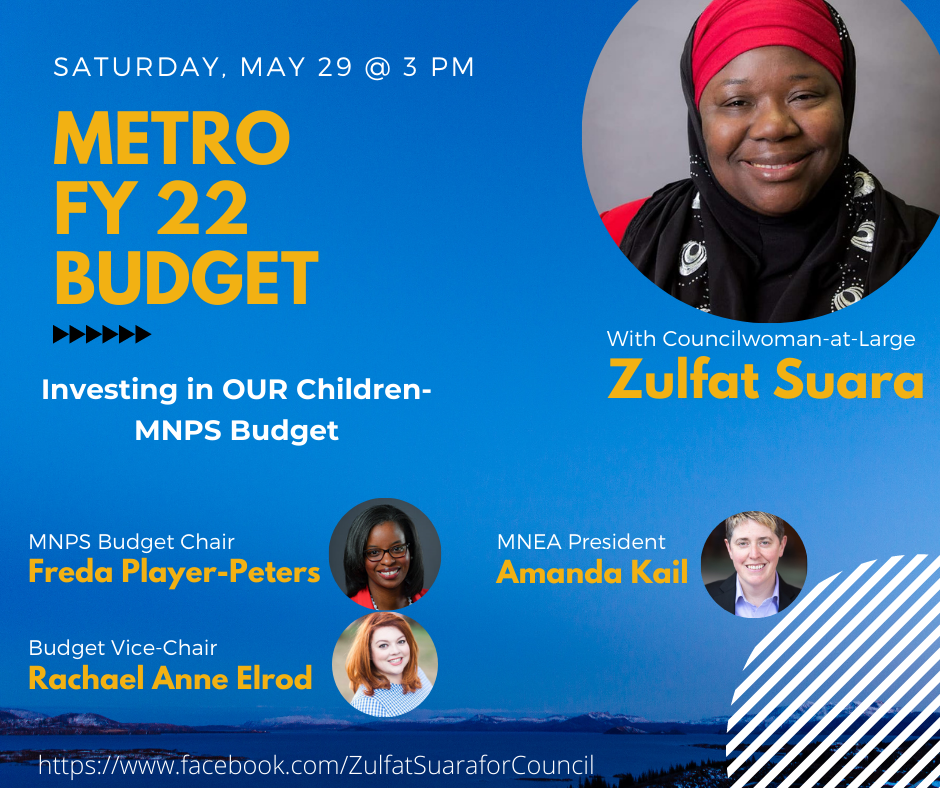 SATURDAY, MAY 29 @ 3 PM
METRO
FY 22
BUDGET
Investing in OUR Children-
MNPS Budget
With Councilwoman-at-Large
Zulfat Suara
MNPS Budget Chair
Freda Player-Peters
MNEA President
Amanda Kail
Budget Vice-Chair
Rachael Anne Elrod
https://www.facebook.com/ZulfatSuaraforCouncil